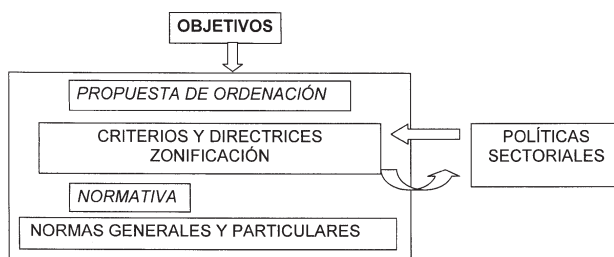 OBJETIVOS
PROPUESTA DE ORDENACIÓN
CRITERIOS Y DIRECTRICES
ZONIFICACIÓN
POLÍTICAS
SECTORIALES
NORMATIVA
NORMAS GENERALES Y PARTICULARES